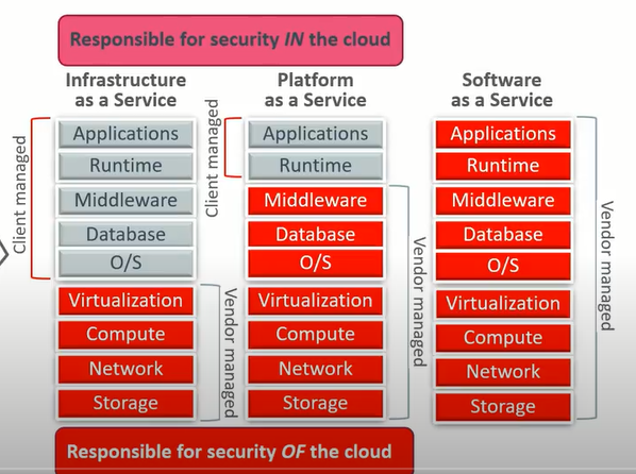 Responsible for security IN the cloud
Infrastructure
as a Service
Client managed
Applications
Runtime
Middleware
Database
O/S
Virtualization
Compute
Network
Storage
Vendor managed
Platform
as a Service
Client managed
Applications
Runtime
Middleware
Database
O/S
Virtualization
Compute
Network
Storage
Vendor managed
Software
as a Service
Applications
Runtime
Middleware
Database
O/S
Virtualization
Compute
Network
Storage
Vendor managed
Responsible for security OF the cloud